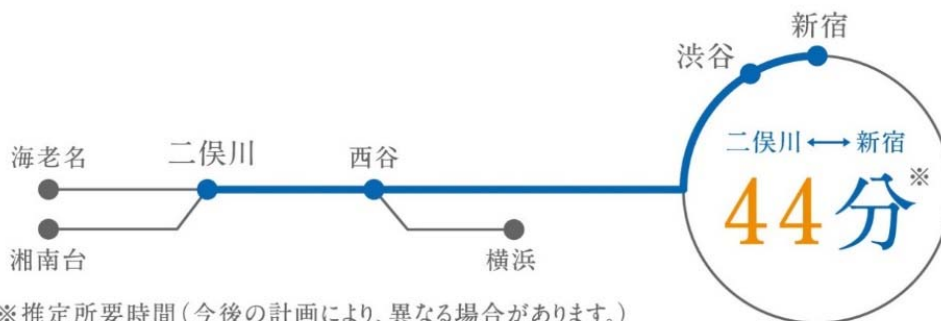 新宿
渋谷
海老名
二俣川
西谷
二俣川⟷新宿
44分※
湘南台
横浜
※推定所要時間(今後の計画により、異なる場合があります。)